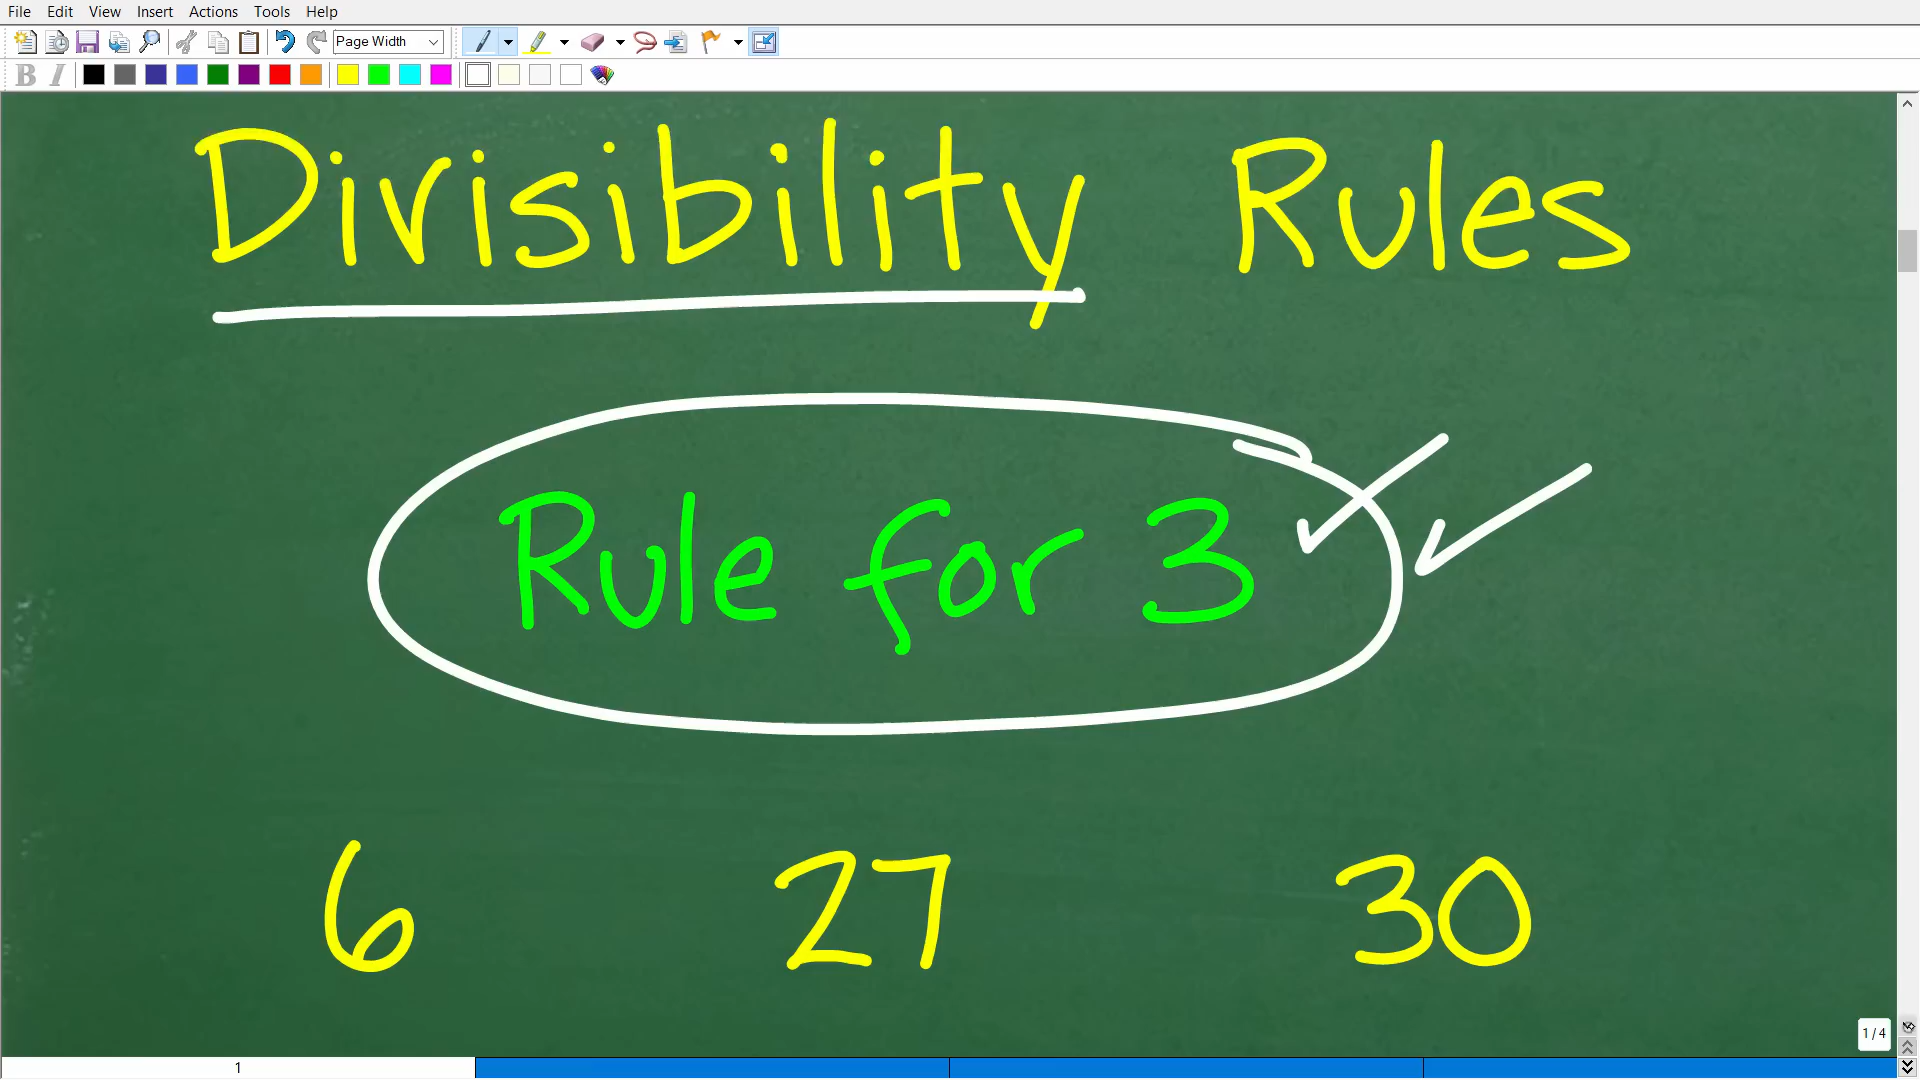 File Edit View Insert Actions Tools Help
Page Width
B I
Divisibility Rules
Rule for 3
6 27 30
1 / 4
1